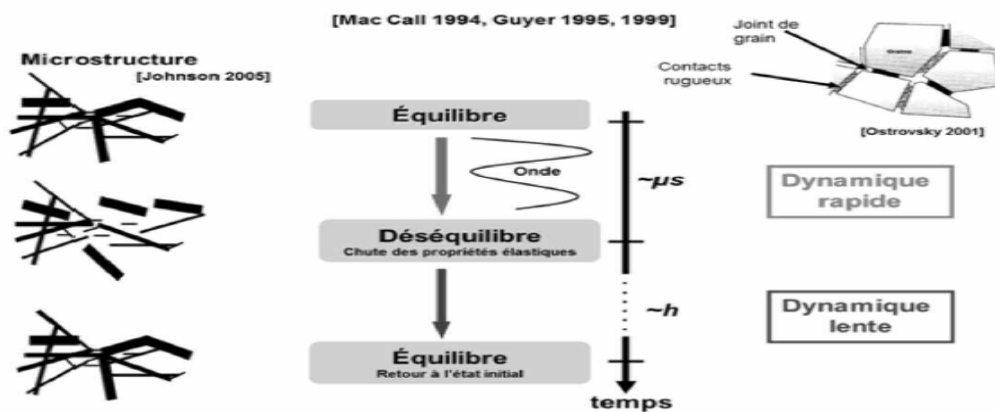 [Mac Call 1994, Guyer 1995, 1999]
Microstructure
[Johnson 2005]
Joint de
grain
Grains
Contacts
rugueux
[Ostrovsky 2001]
Équilibre
Onde
~µs
Dynamique
rapide
Déséquilibre
Chute des propriétés élastiques
~h
Dynamique
lente
Équilibre
Retour à l'état initial
temps